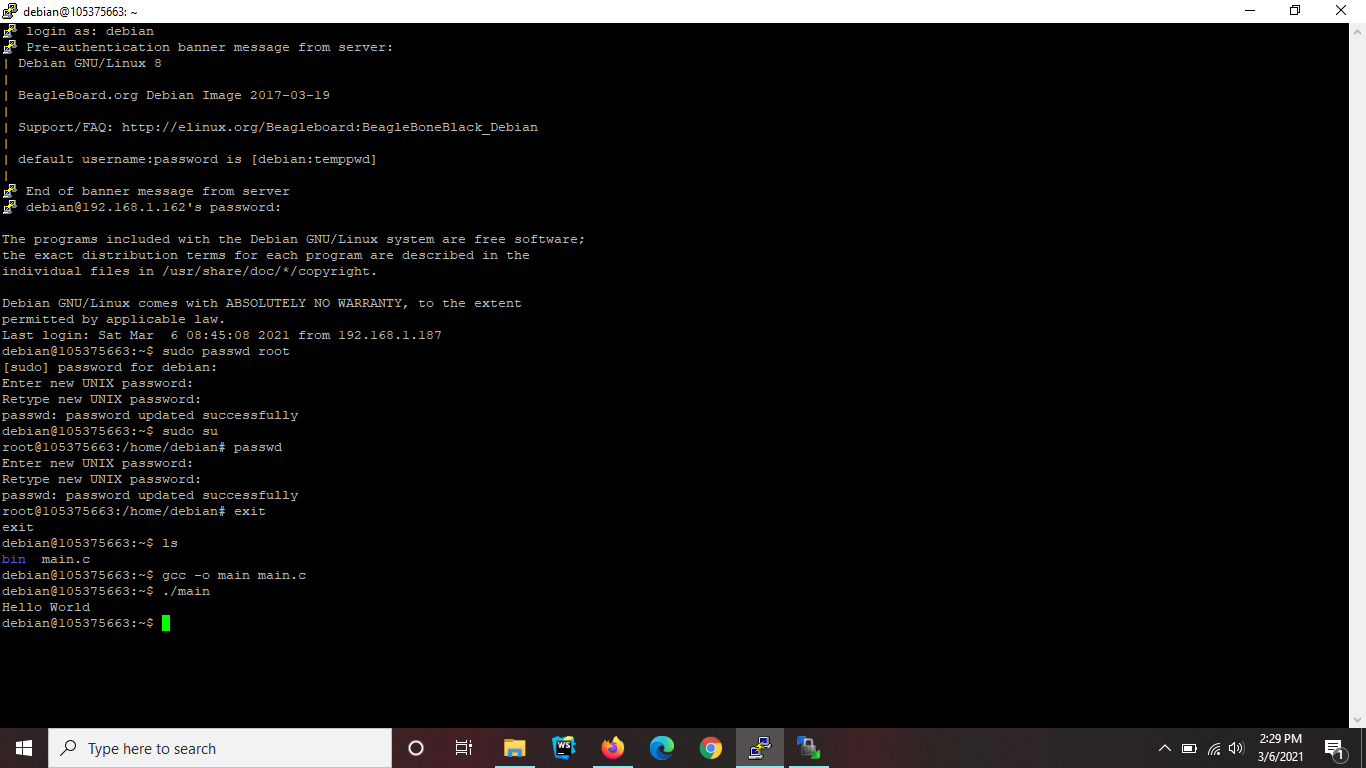 debian@105375663: ~
login as: debian
Pre-authentication banner message from server:
| Debian GNU/Linux 8
|
| BeagleBoard.org Debian Image 2017-03-19
|
| Support/FAQ: http://elinux.org/Beagleboard:BeagleBoneBlack_Debian
|
| default username:password is [debian:temppwd]
|
End of banner message from server
debian@192.168.1.162's password:
The programs included with the Debian GNU/Linux system are free software;
the exact distribution terms for each program are described in the
individual files in /usr/share/doc/*/copyright.
Debian GNU/Linux comes with ABSOLUTELY NO WARRANTY, to the extent
permitted by applicable law.
Last login: Sat Mar  6 08:45:08 2021 from 192.168.1.187
debian@105375663:~$ sudo passwd root
[sudo] password for debian:
Enter new UNIX password:
Retype new UNIX password:
passwd: password updated successfully
debian@105375663:~$ sudo su
root@105375663:/home/debian# passwd
Enter new UNIX password:
Retype new UNIX password:
passwd: password updated successfully
root@105375663:/home/debian# exit
exit
debian@105375663:~$ ls
bin  main.c
debian@105375663:~$ gcc -o main main.c
debian@105375663:~$ ./main
Hello World
debian@105375663:~$
Type here to search
WS
2:29 PM
3/6/2021
1